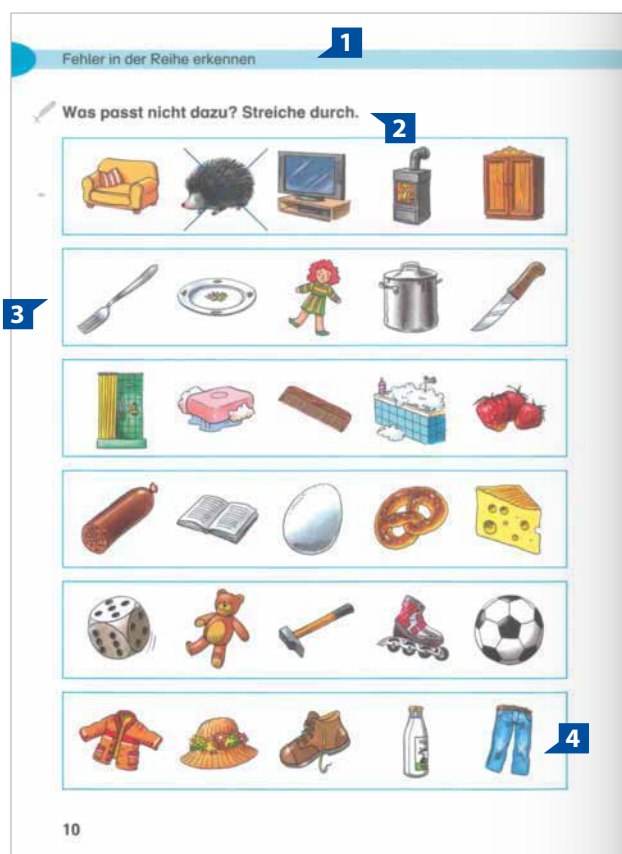 1
Fehler in der Reihe erkennen
Was passt nicht dazu? Streiche durch.
2
3
4
10